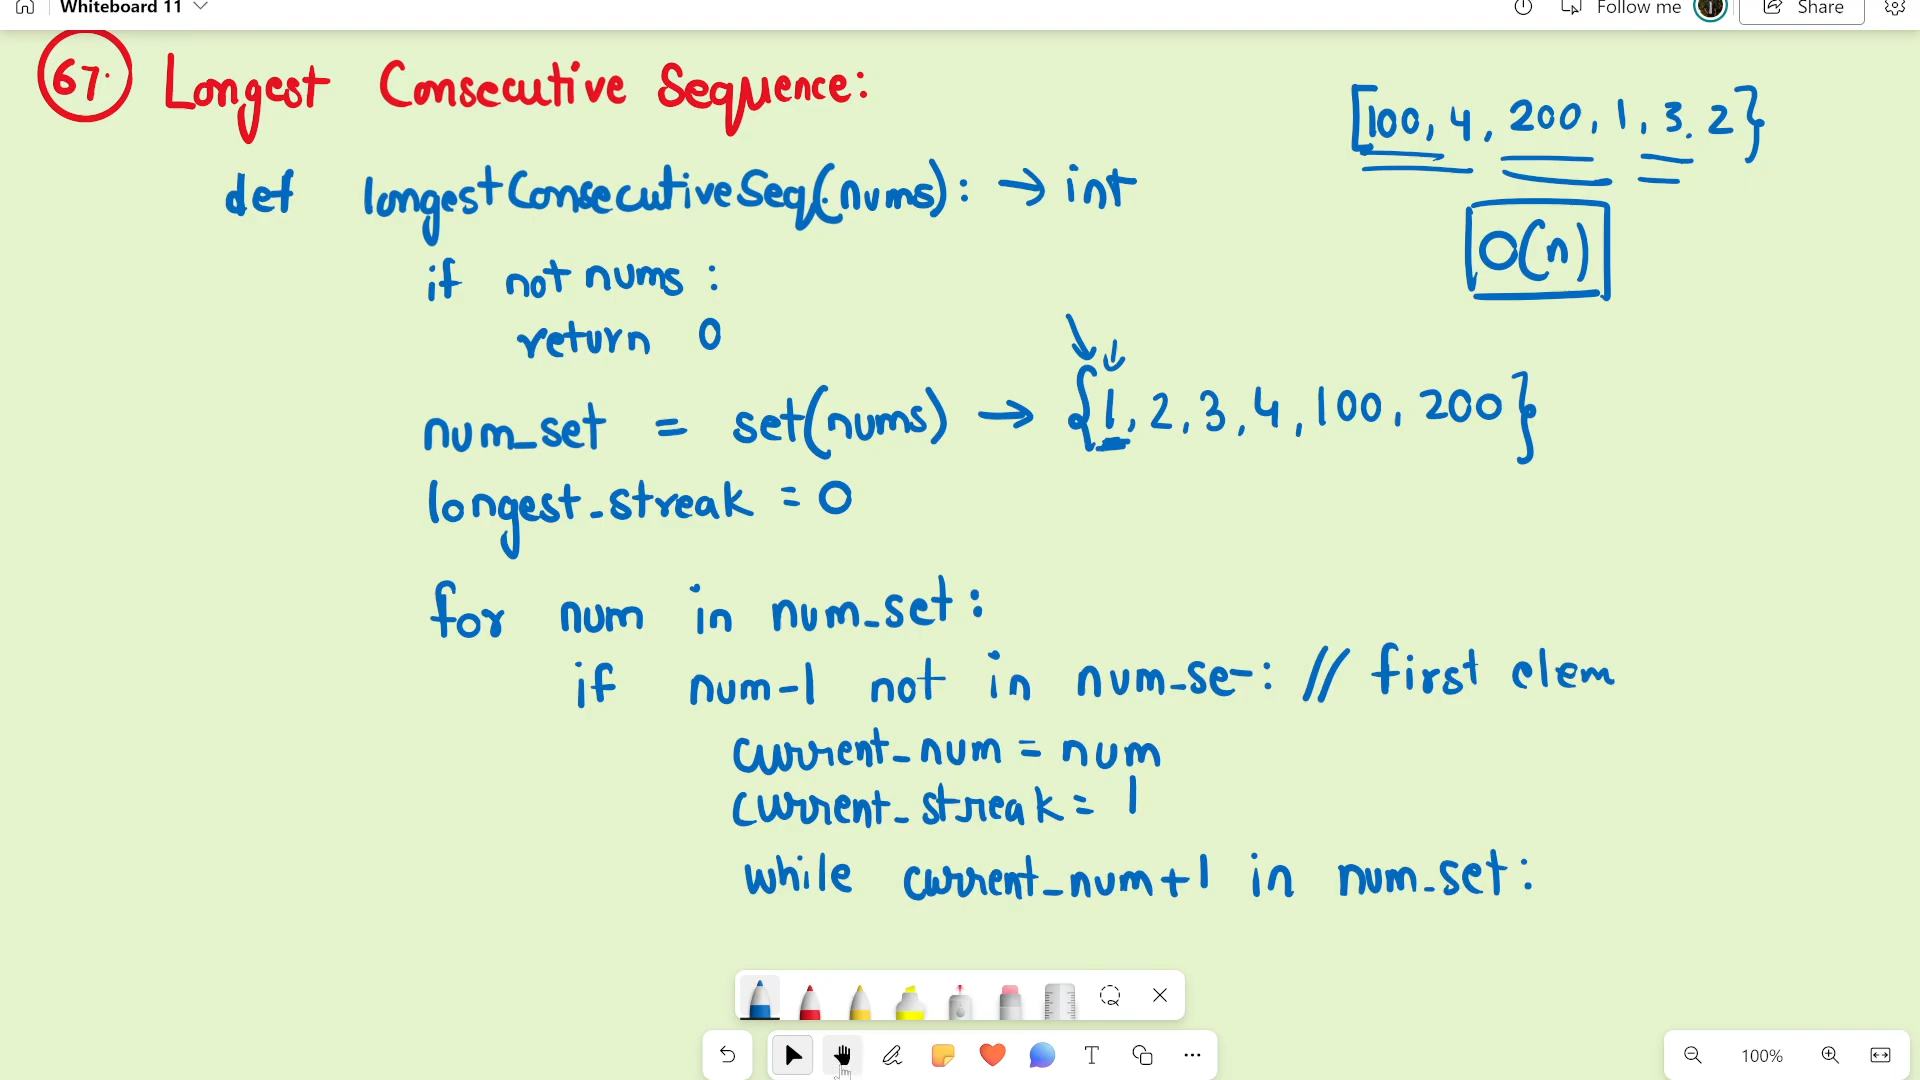 Whiteboard 11
Follow me
Share
67. Longest Consecutive Sequence:
[100, 4, 200, 1, 3, 2}
def longestConsecutiveSeq(nums): → int
O(n)
if not nums :
return 0
num_set = set(nums) → {1, 2, 3, 4, 100, 200}
longest_streak = 0
for num in num_set:
if num-1 not in num_se-: // first elem
current_num = num
current_streak = 1
while current_num+1 in num_set:
T
100%